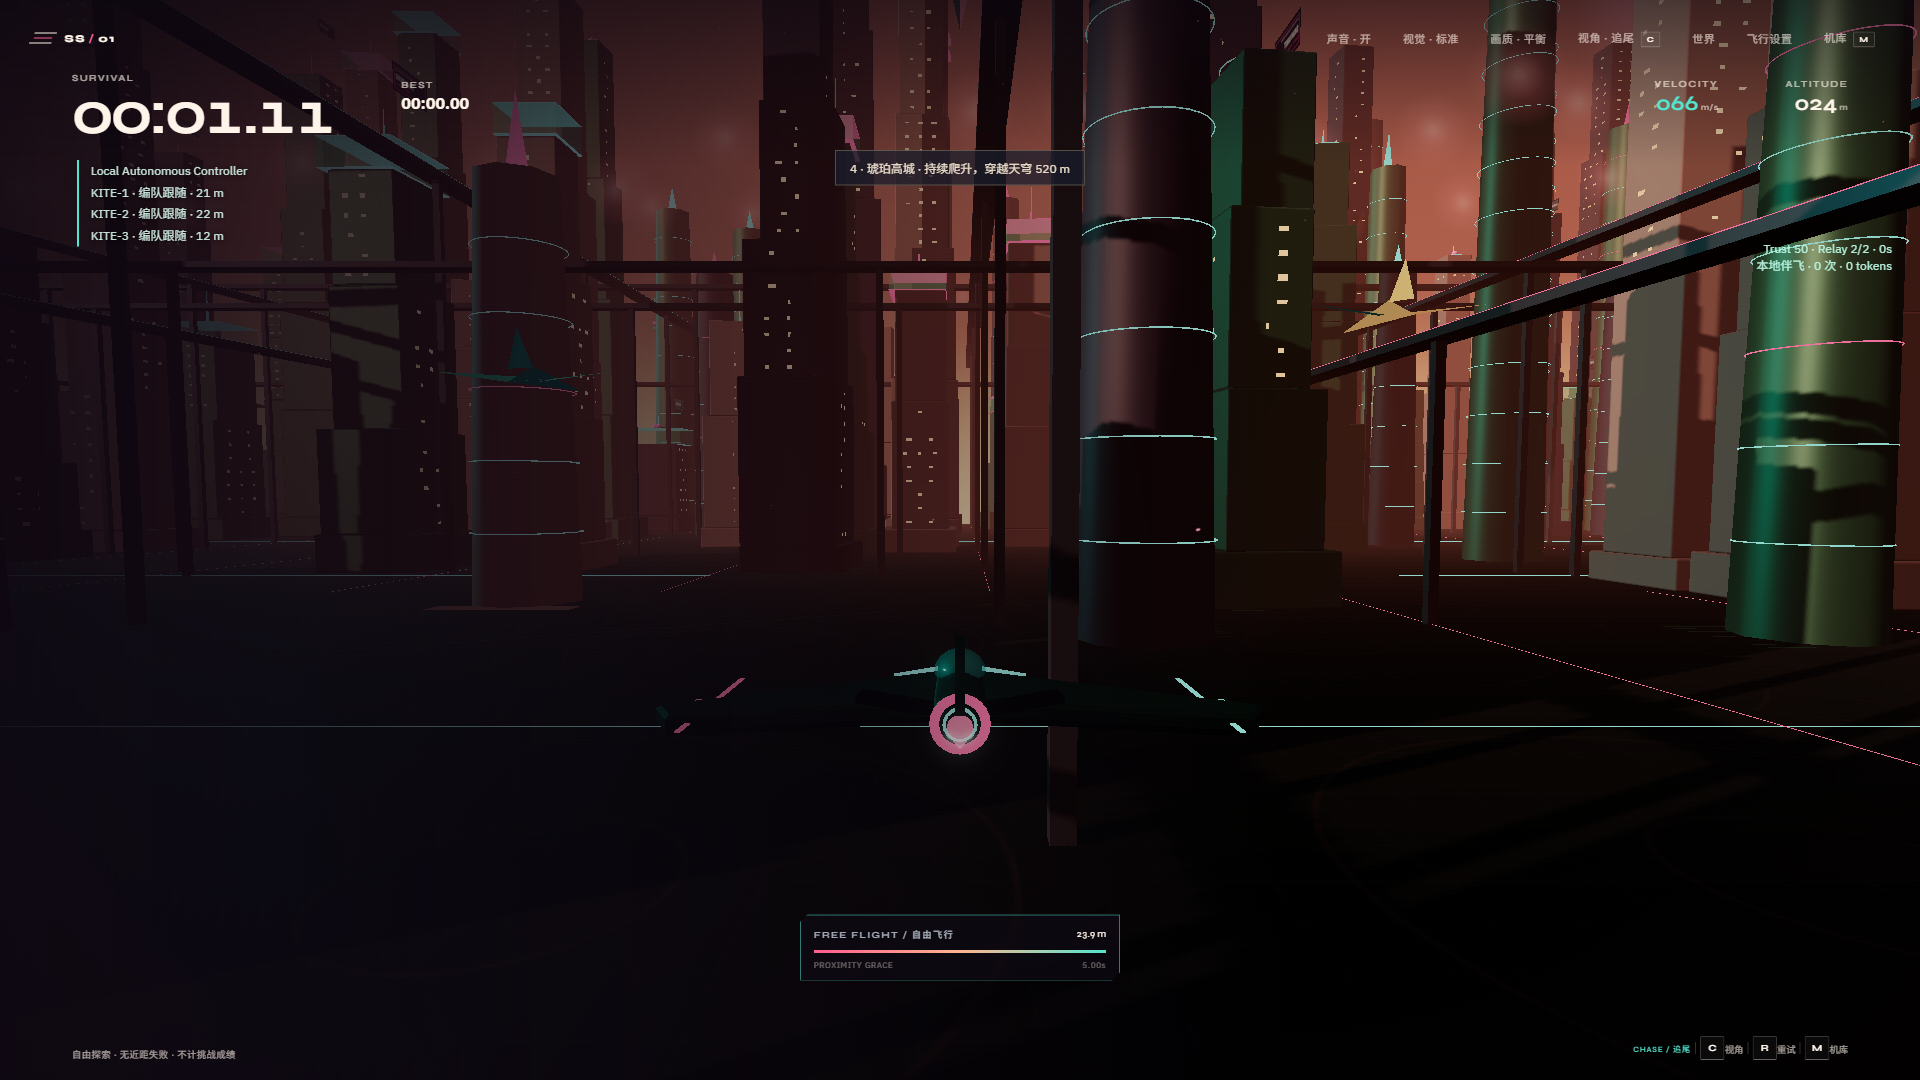 SS / 01
声音 · 开
视觉 · 标准
画质 · 平衡
视角 · 追尾 C
世界
飞行设置
机库 M
SURVIVAL
00:01.11
BEST
00:00.00
VELOCITY
066 m/s
ALTITUDE
024 m
Local Autonomous Controller
KITE-1 · 编队跟随 · 21 m
KITE-2 · 编队跟随 · 22 m
KITE-3 · 编队跟随 · 12 m
4 · 琥珀高城 · 持续爬升，穿越天穹 520 m
Trust 50 · Relay 2/2 · 0s
本地伴飞 · 0 次 · 0 tokens
FREE FLIGHT / 自由飞行
23.9 m
PROXIMITY GRACE
5.00s
自由探索 · 无近距失败 · 不计挑战成绩
CHASE / 追尾
C 视角
R 重试
M 机库